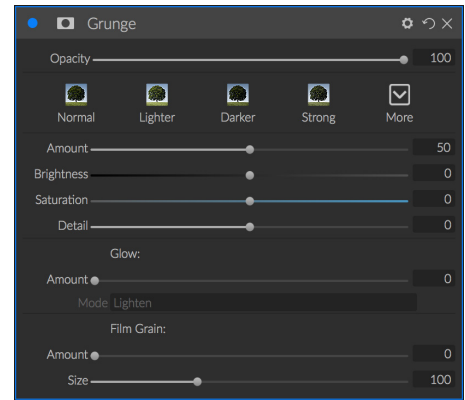 Grunge
Opacity 100
Normal Lighter Darker Strong More
Amount 50
Brightness 0
Saturation 0
Detail 0
Glow:
Amount 0
Mode Lighten
Film Grain:
Amount 0
Size 100